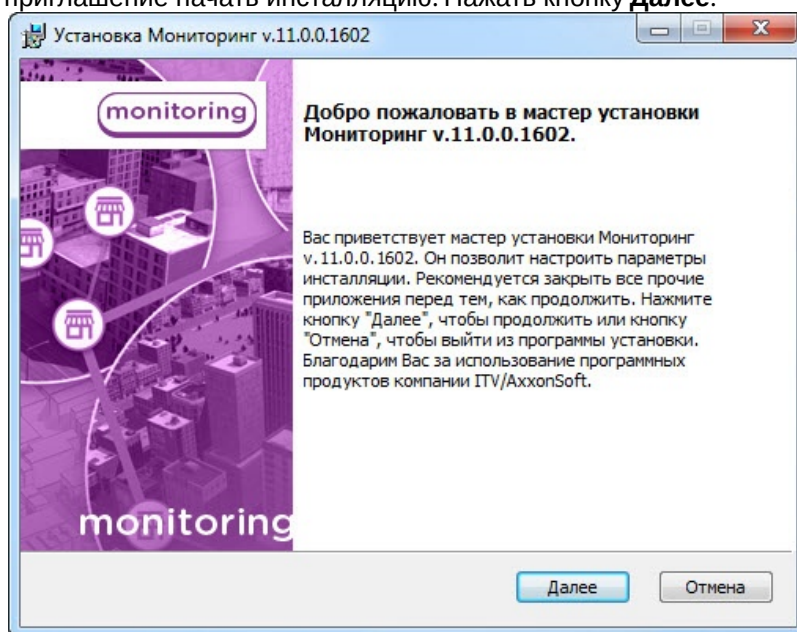 приглашение начать инсталляцию. Нажать кнопку Далее.
Установка Мониторинг v.11.0.0.1602
monitoring
Добро пожаловать в мастер установки
Мониторинг v.11.0.0.1602.
Вас приветствует мастер установки Мониторинг
v.11.0.0.1602. Он позволит настроить параметры
инсталляции. Рекомендуется закрыть все прочие
приложения перед тем, как продолжить. Нажмите
кнопку "Далее", чтобы продолжить или кнопку
"Отмена", чтобы выйти из программы установки.
Благодарим Вас за использование программных
продуктов компании ITV/AxxonSoft.
monitoring
Далее
Отмена